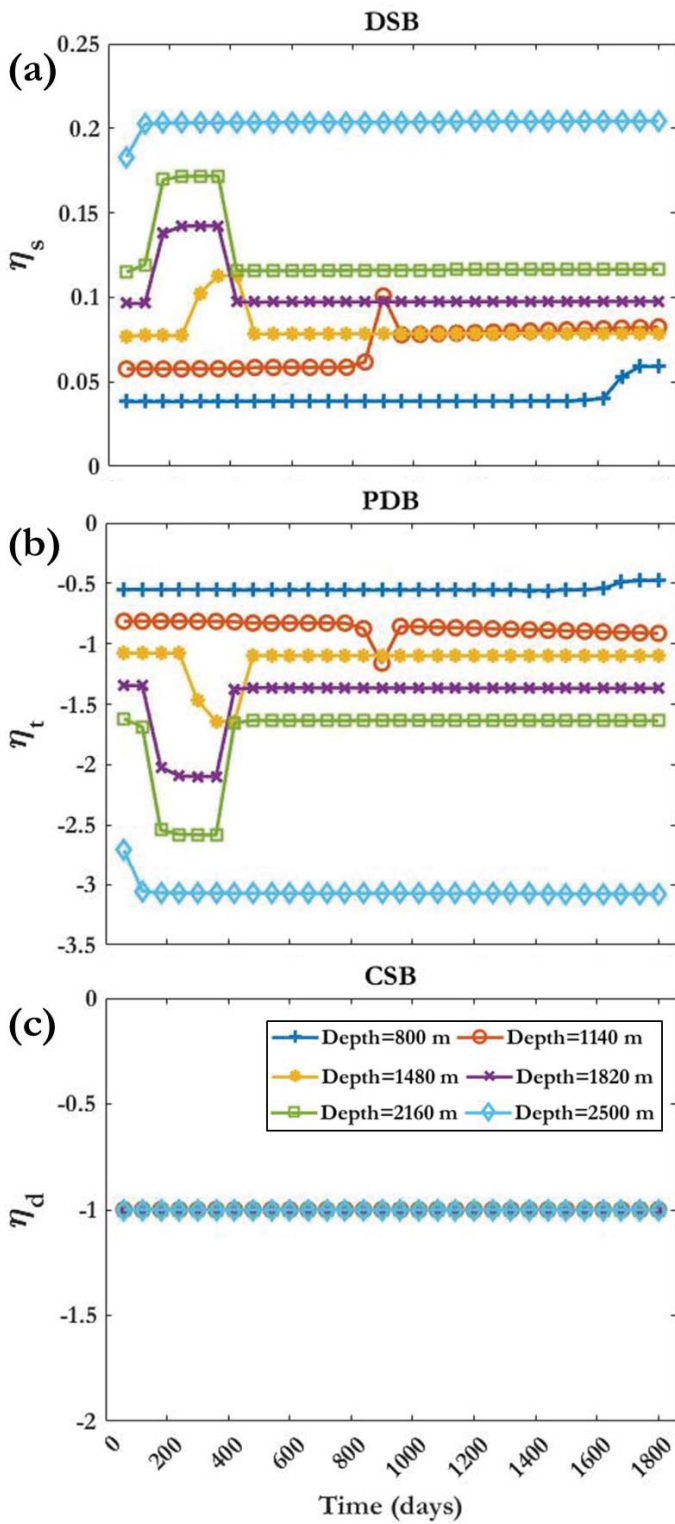 DSB
(a)
0.25
0.2
0.15
0.1
0.05
0
ηs
PDB
(b)
0
-0.5
-1
-1.5
-2
-2.5
-3
-3.5
ηt
CSB
(c)
0
-0.5
-1
-1.5
-2
ηd
Depth=800 m Depth=1140 m
Depth=1480 m Depth=1820 m
Depth=2160 m Depth=2500 m
0 200 400 600 800 1000 1200 1400 1600 1800
Time (days)